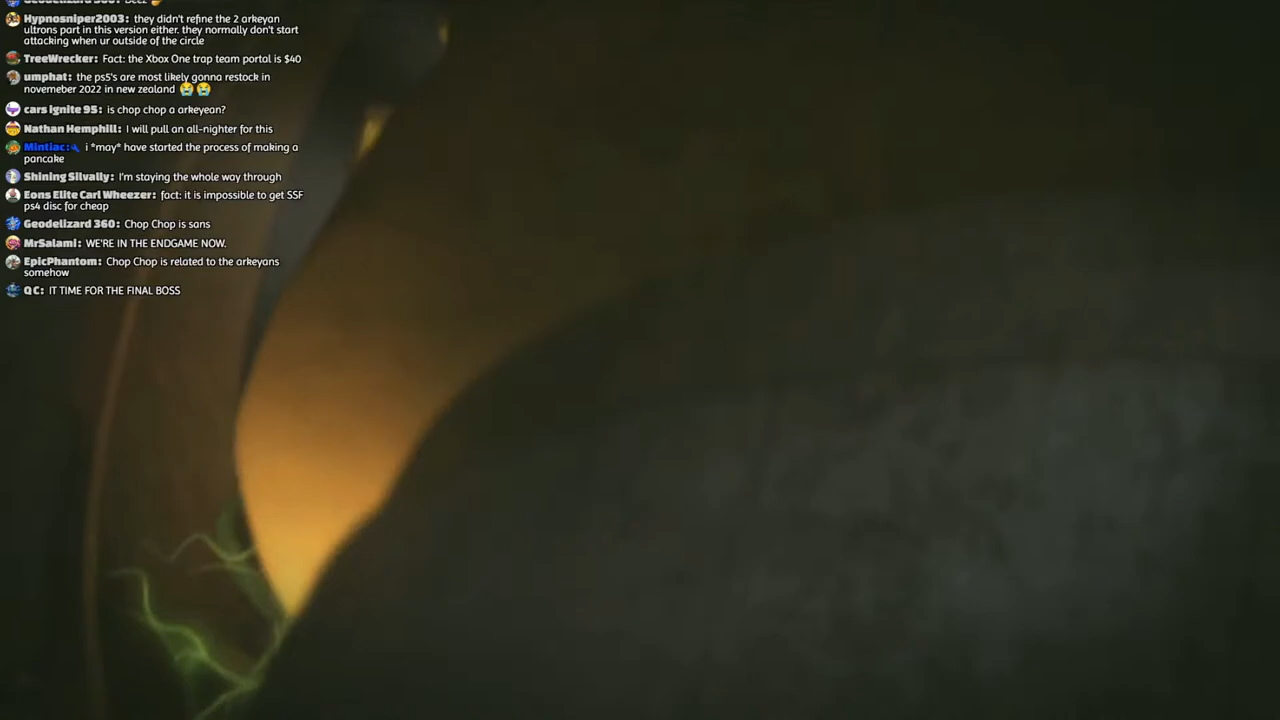 Hypnosniper2003: they didn't refine the 2 arkeyan
ultrons part in this version either. they normally don't start
attacking when ur outside of the circle
TreeWrecker: Fact: the Xbox One trap team portal is $40
umphat: the ps5's are most likely gonna restock in
novemeber 2022 in new zealand 😭 😭
cars ignite 95: is chop chop a arkeyean?
Nathan Hemphill: I will pull an all-nighter for this
Mintiac: i *may* have started the process of making a
pancake
Shining Silvally: I'm staying the whole way through
Eons Elite Carl Wheezer: fact: it is impossible to get SSF
ps4 disc for cheap
Geodelizard 360: Chop Chop is sans
MrSalami: WE'RE IN THE ENDGAME NOW.
EpicPhantom: Chop Chop is related to the arkeyans
somehow
QC: IT TIME FOR THE FINAL BOSS